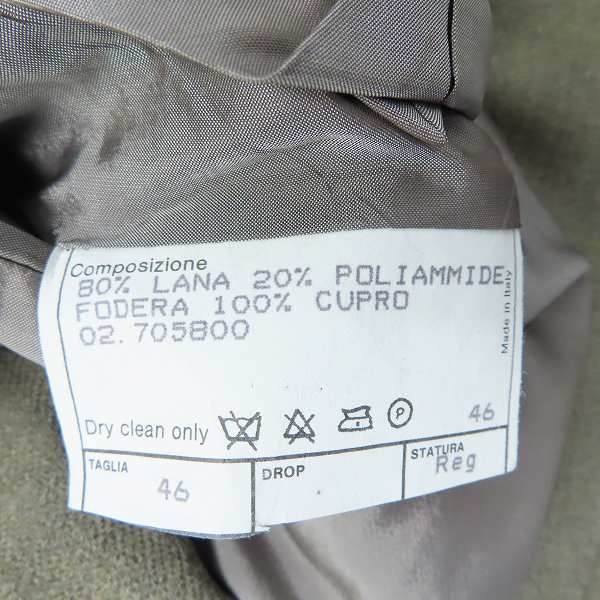 Composizione
80% LANA 20% POLIAMMIDE
FODERA 100% CUPRO
02.705800
Made in Italy
Dry clean only P 46
TAGLIA DROP STATURA
46 Reg